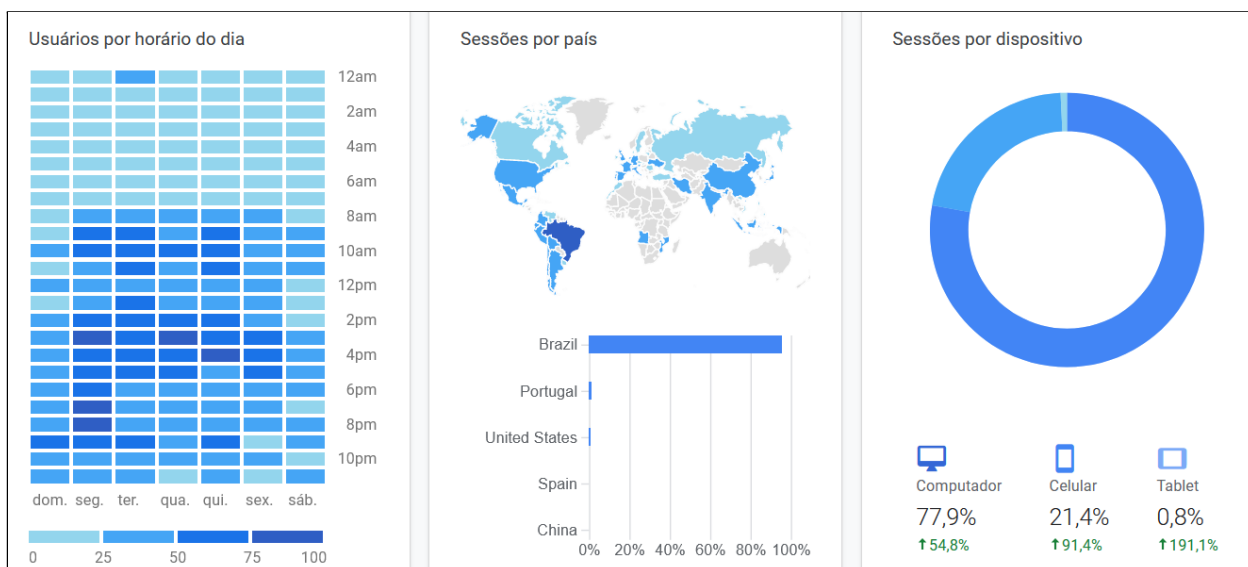 Usuários por horário do dia
12am
2am
4am
6am
8am
10am
12pm
2pm
4pm
6pm
8pm
10pm
dom. seg. ter. qua. qui. sex. sáb.
0 25 50 75 100
Sessões por país
Brazil
Portugal
United States
Spain
China
0% 20% 40% 60% 80% 100%
Sessões por dispositivo
Computador Celular Tablet
77,9% 21,4% 0,8%
54,8% 91,4% 191,1%